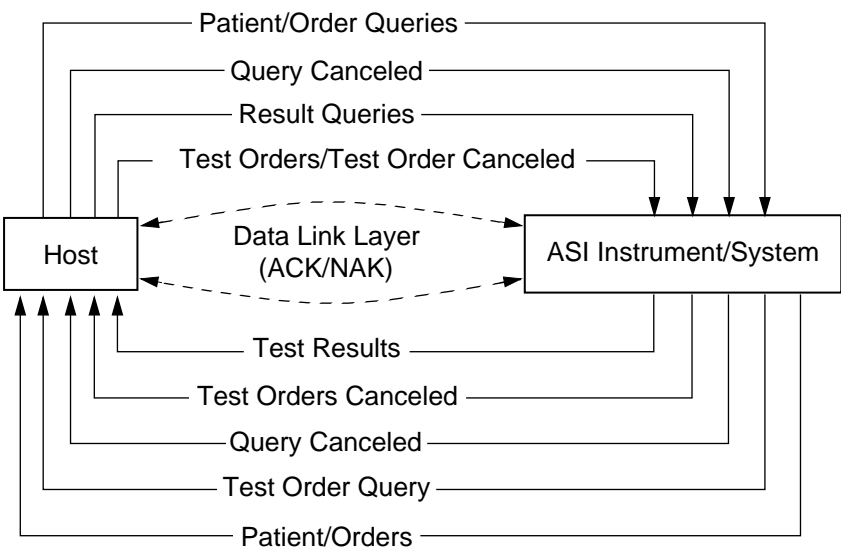 Patient/Order Queries
Query Canceled
Result Queries
Test Orders/Test Order Canceled
Host
Data Link Layer
(ACK/NAK)
ASI Instrument/System
Test Results
Test Orders Canceled
Query Canceled
Test Order Query
Patient/Orders